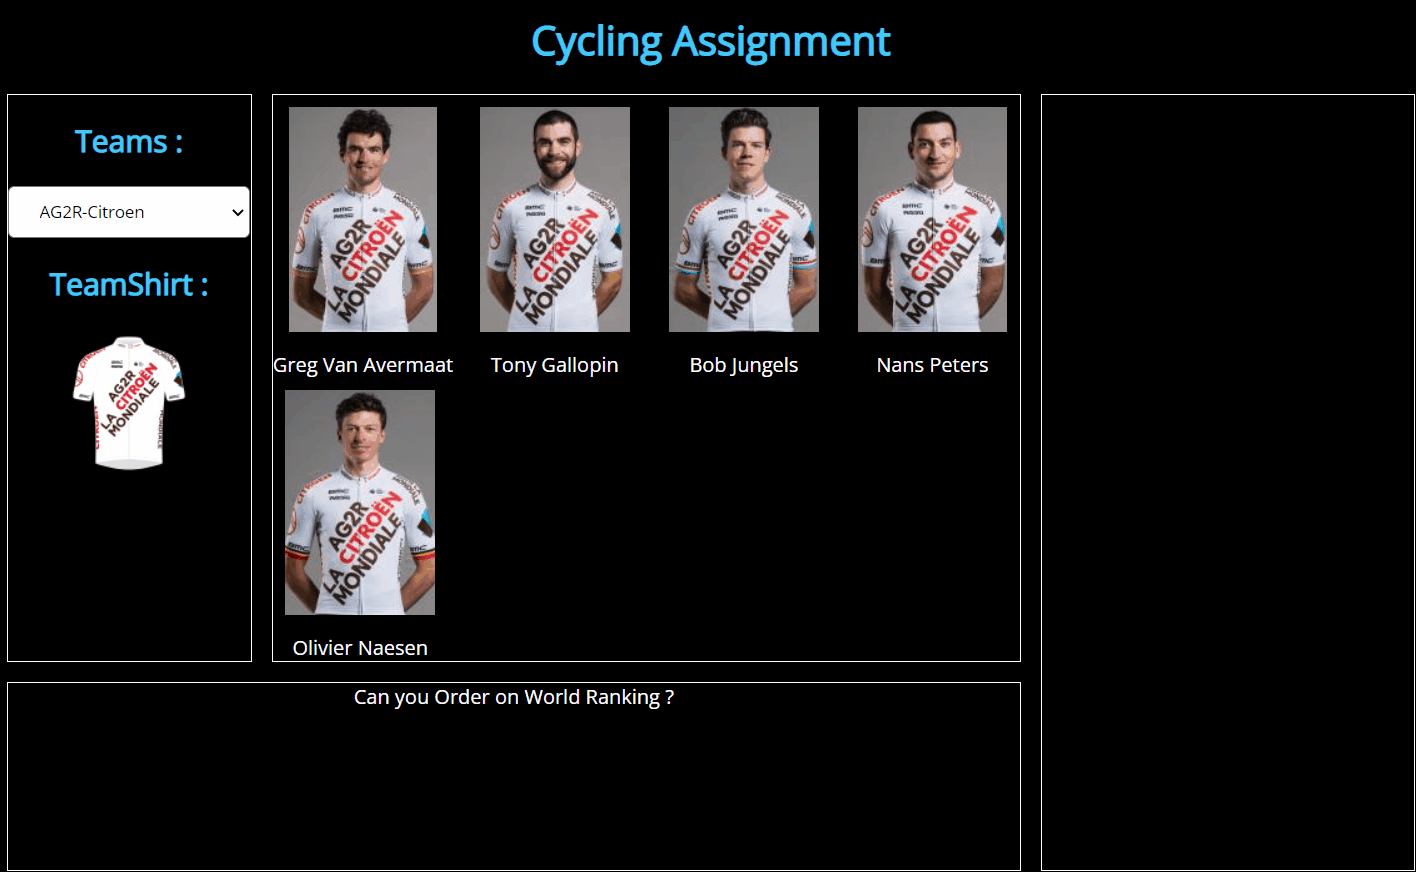 Cycling Assignment
Teams :
AG2R-Citroen
TeamShirt :
AG2R
CITROËN
LA MONDIALE
AG2R
CITROËN
LA MONDIALE
AG2R
CITROËN
LA MONDIALE
AG2R
CITROËN
LA MONDIALE
AG2R
CITROËN
LA MONDIALE
Greg Van Avermaat
Tony Gallopin
Bob Jungels
Nans Peters
AG2R
CITROËN
LA MONDIALE
Olivier Naesen
Can you Order on World Ranking ?